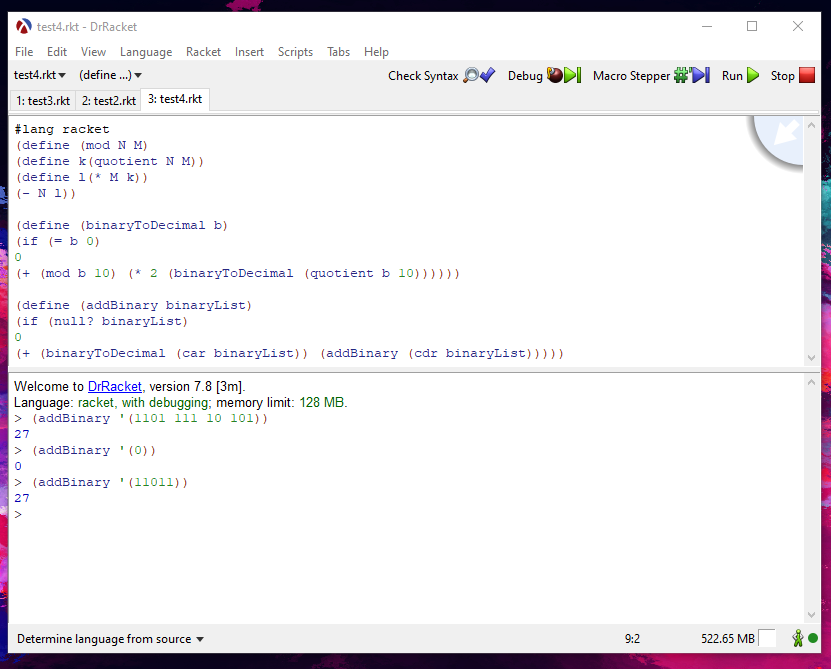 test4.rkt - DrRacket
File Edit View Language Racket Insert Scripts Tabs Help
test4.rkt (define ...) Check Syntax Debug Macro Stepper Run Stop
1: test3.rkt 2: test2.rkt 3: test4.rkt
#lang racket
(define (mod N M)
(define k(quotient N M))
(define l(* M k))
(- N l))
(define (binaryToDecimal b)
(if (= b 0)
0
(+ (mod b 10) (* 2 (binaryToDecimal (quotient b 10))))))
(define (addBinary binaryList)
(if (null? binaryList)
0
(+ (binaryToDecimal (car binaryList)) (addBinary (cdr binaryList)))))
Welcome to DrRacket, version 7.8 [3m].
Language: racket, with debugging; memory limit: 128 MB.
> (addBinary '(1101 111 10 101))
27
> (addBinary '(0))
0
> (addBinary '(11011))
27
>
Determine language from source 9:2 522.65 MB